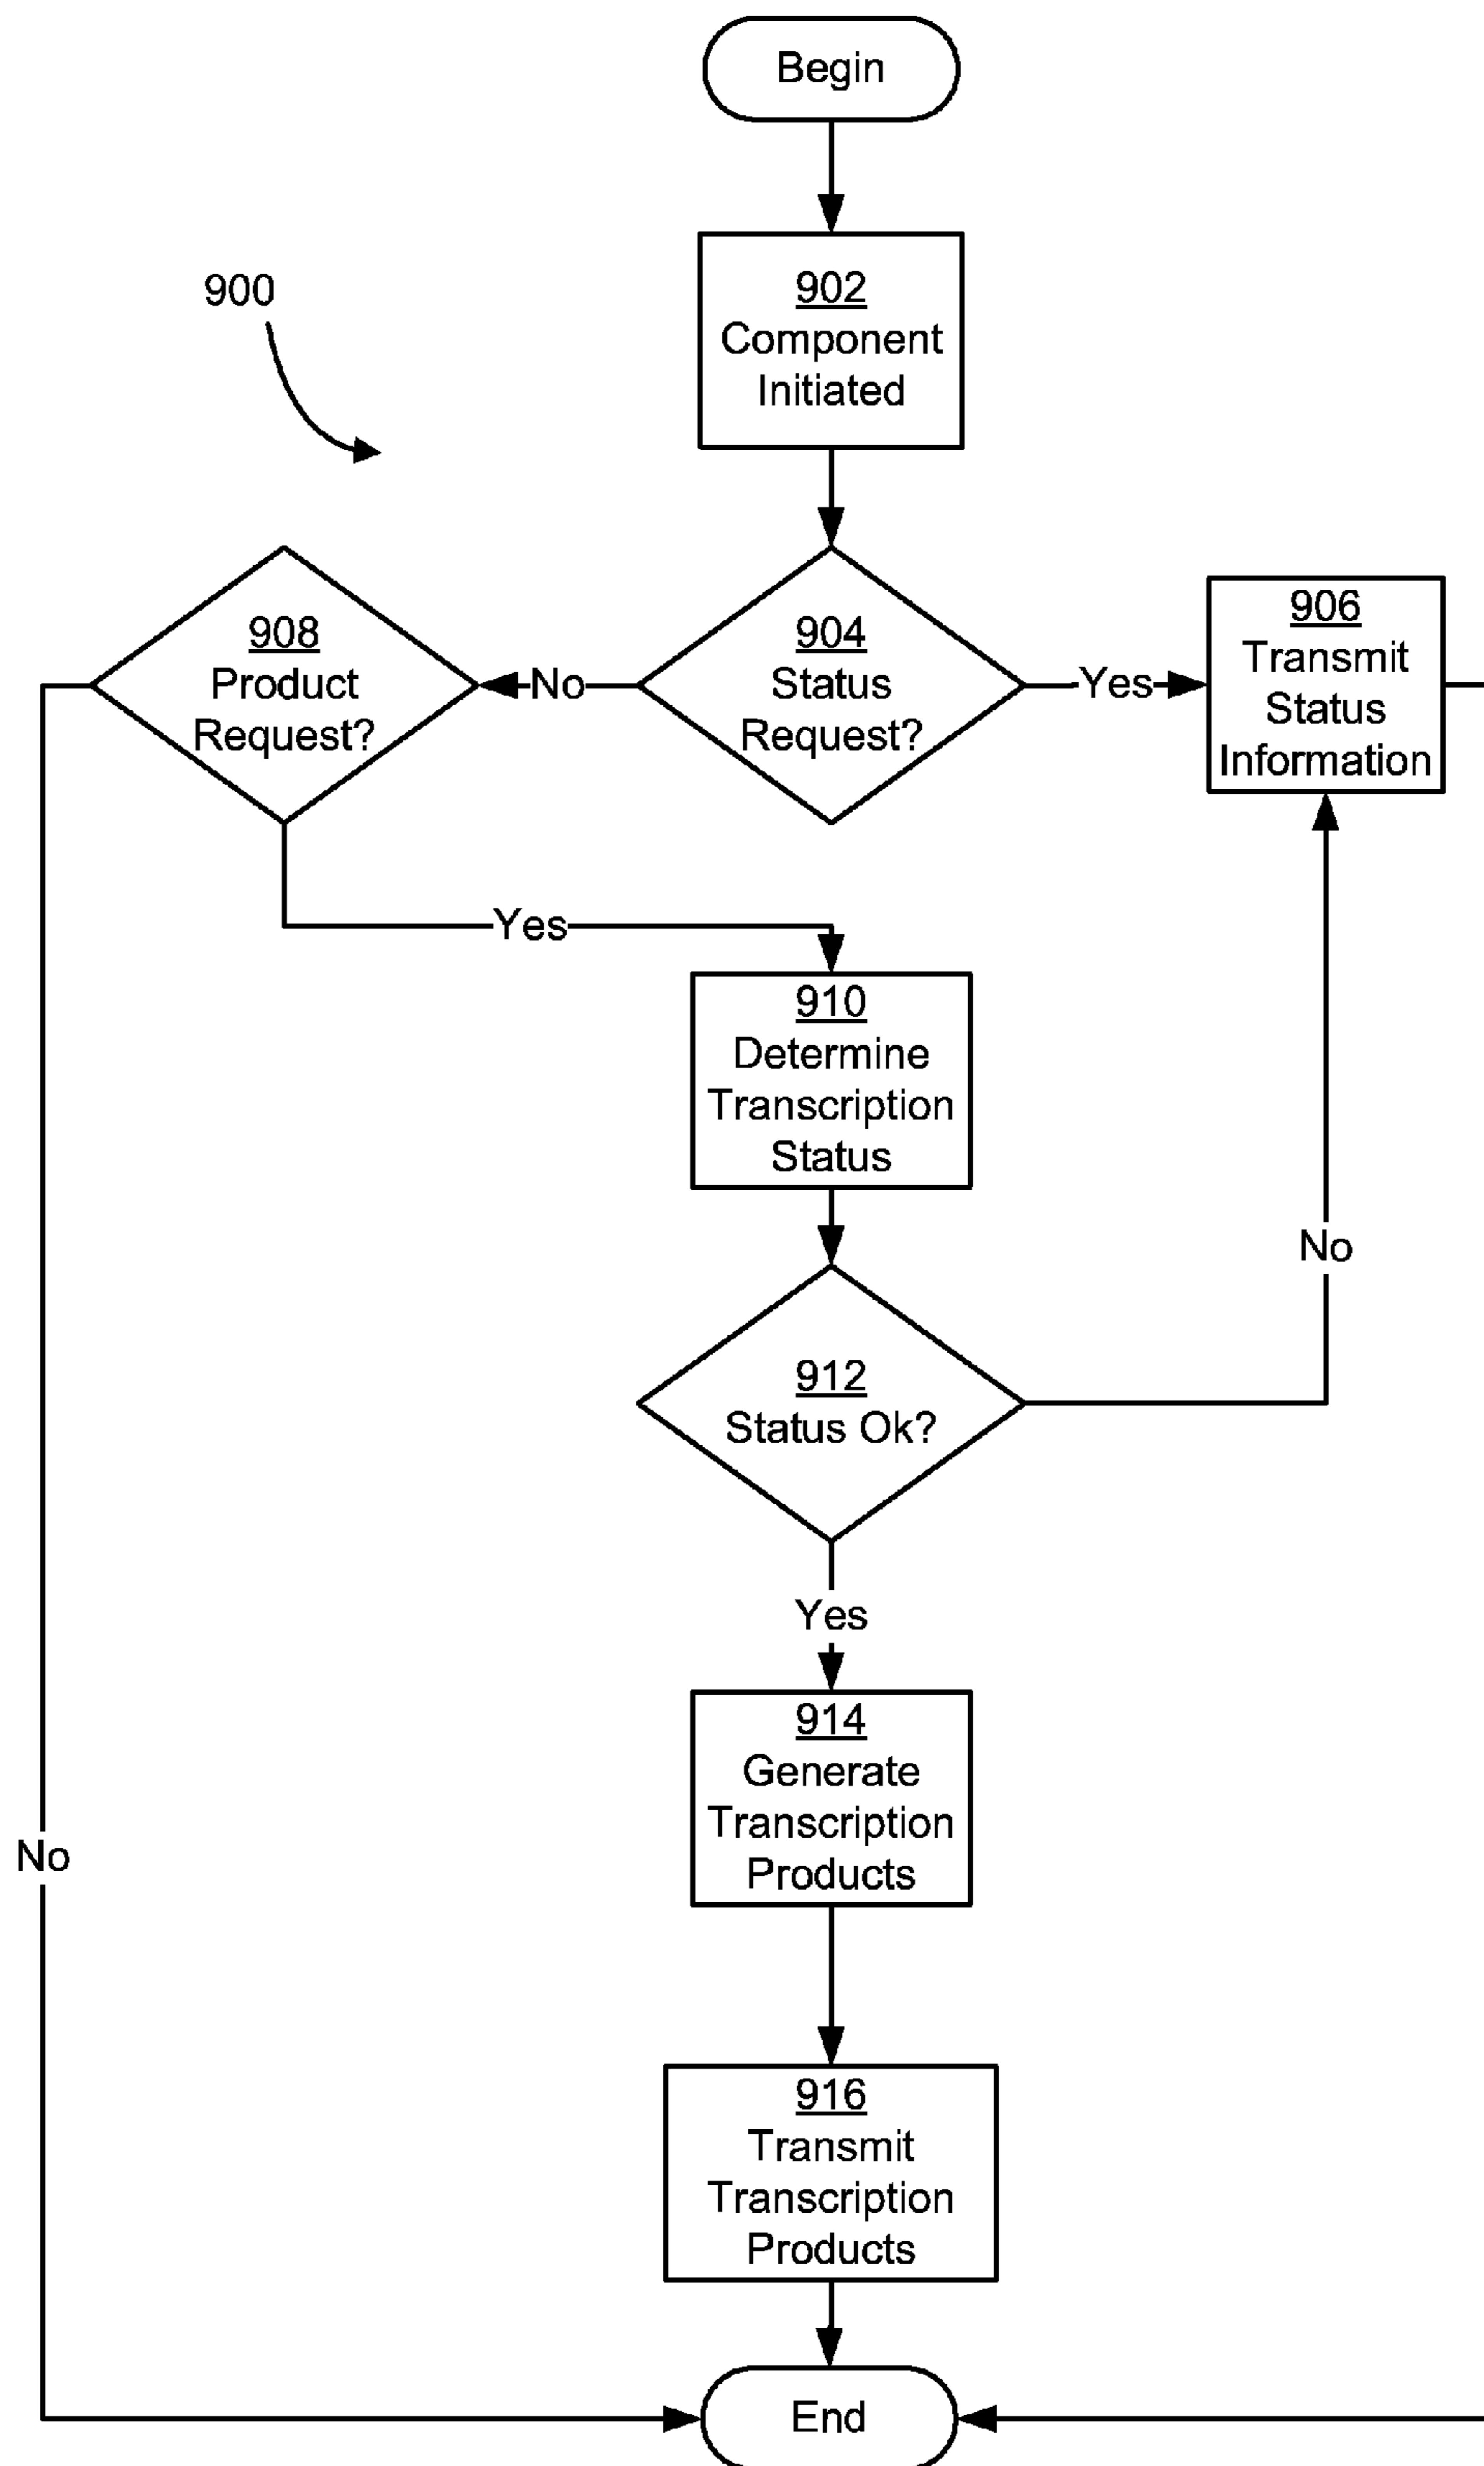 Begin
900
902
Component
Initiated
908
Product
Request?
No
904
Status
Request?
Yes
906
Transmit
Status
Information
Yes
910
Determine
Transcription
Status
No
912
Status Ok?
Yes
914
Generate
Transcription
Products
No
916
Transmit
Transcription
Products
End